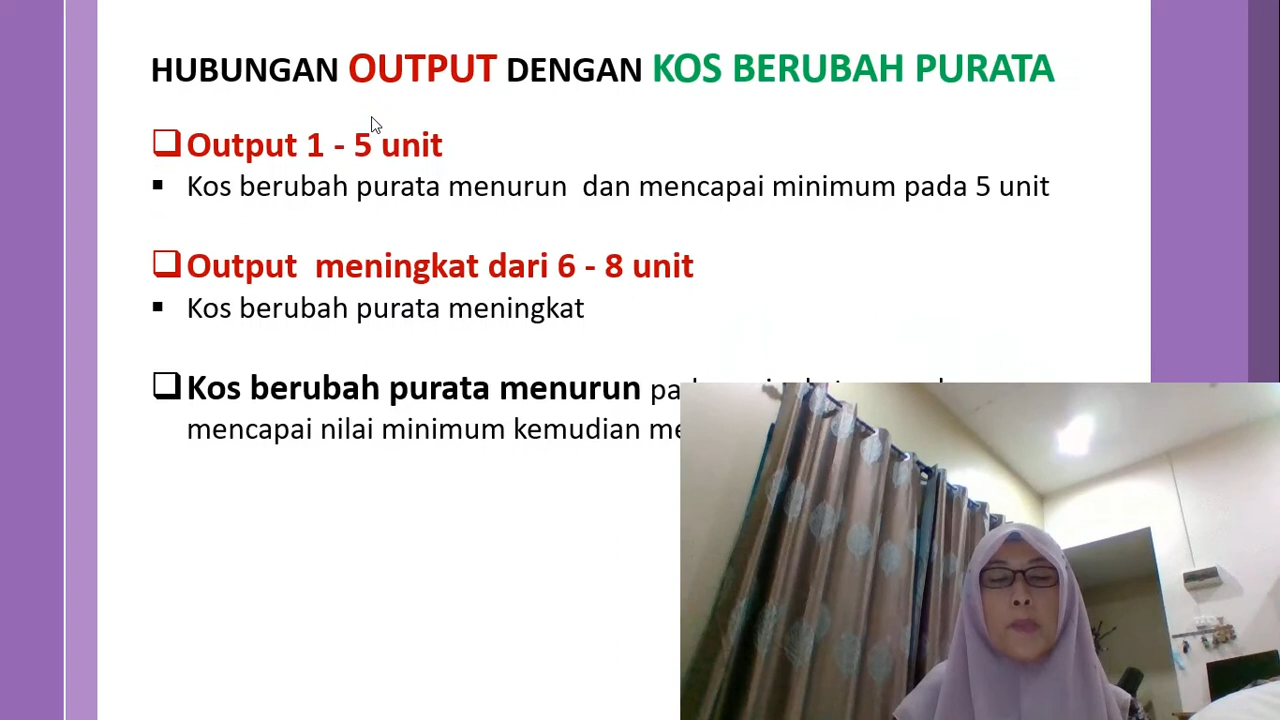 HUBUNGAN OUTPUT DENGAN KOS BERUBAH PURATA
Output 1 - 5 unit
Kos berubah purata menurun dan mencapai minimum pada 5 unit
Output meningkat dari 6 - 8 unit
Kos berubah purata meningkat
Kos berubah purata menurun
mencapai nilai minimum kemudian